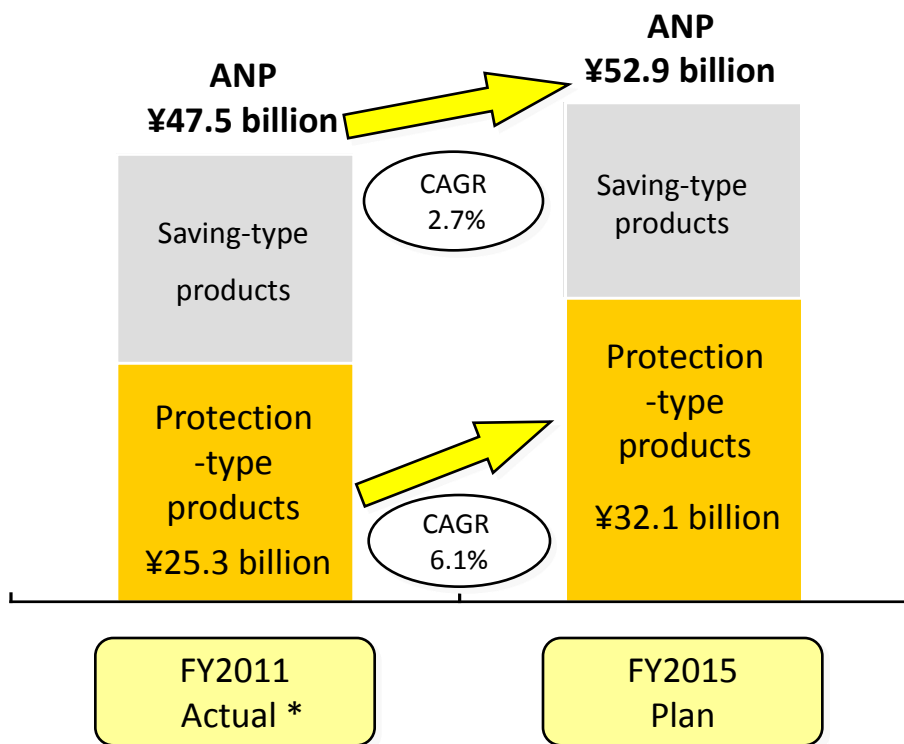 ANP
¥47.5 billion
ANP
¥52.9 billion
CAGR
2.7%
Saving-type
products
Saving-type
products
Protection
-type
products
¥25.3 billion
CAGR
6.1%
Protection
-type
products
¥32.1 billion
FY2011
Actual *
FY2015
Plan